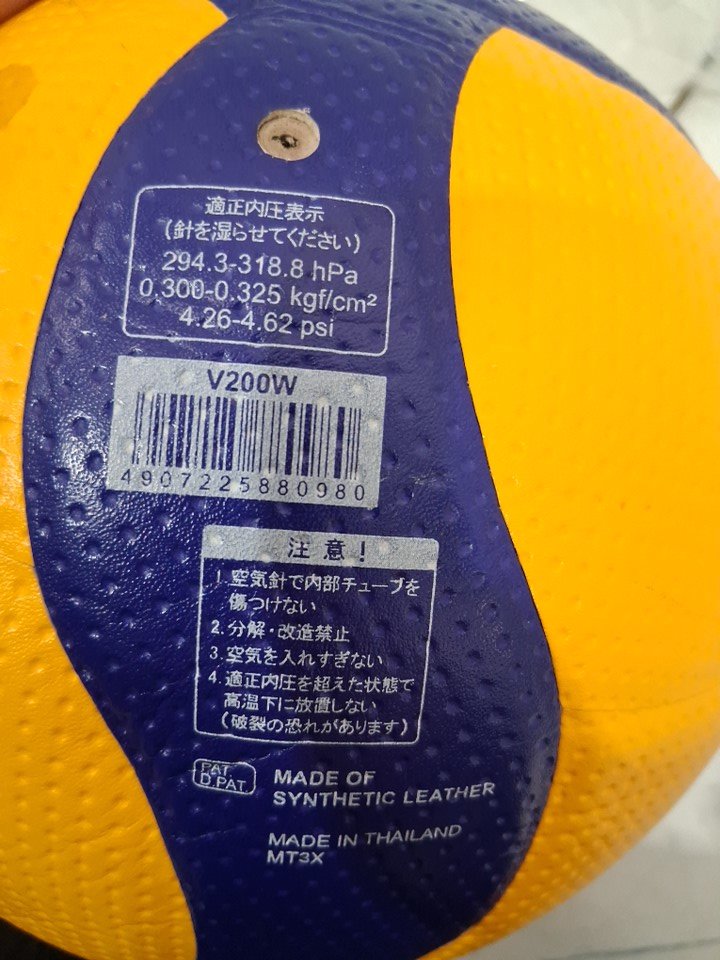 適正内圧表示
(針を湿らせてください)
294.3-318.8 hPa
0.300-0.325 kgf/cm²
4.26-4.62 psi
V200W
4907225880980
注意!
1. 空気針で内部チューブを
傷つけない
2. 分解・改造禁止
3. 空気を入れすぎない
4. 適正内圧を超えた状態で
高温下に放置しない
(破裂の恐れがあります)
PAT.
D.PAT.
MADE OF
SYNTHETIC LEATHER
MADE IN THAILAND
MT3X